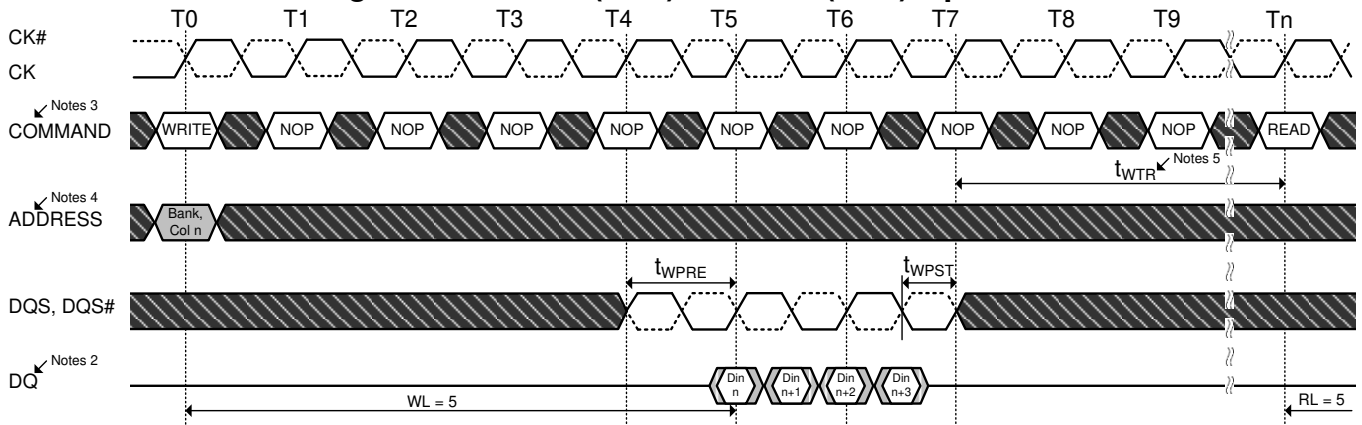 T0 T1 T2 T3 T4 T5 T6 T7 T8 T9 Tn
CK#
CK
Notes 3
COMMAND
WRITE NOP NOP NOP NOP NOP NOP NOP NOP NOP READ
tWTR Notes 5
Notes 4
ADDRESS
Bank,
Col n
tWPRE tWPST
DQS, DQS#
Notes 2
DQ
Din
n
Din
n+1
Din
n+2
Din
n+3
WL = 5
RL = 5